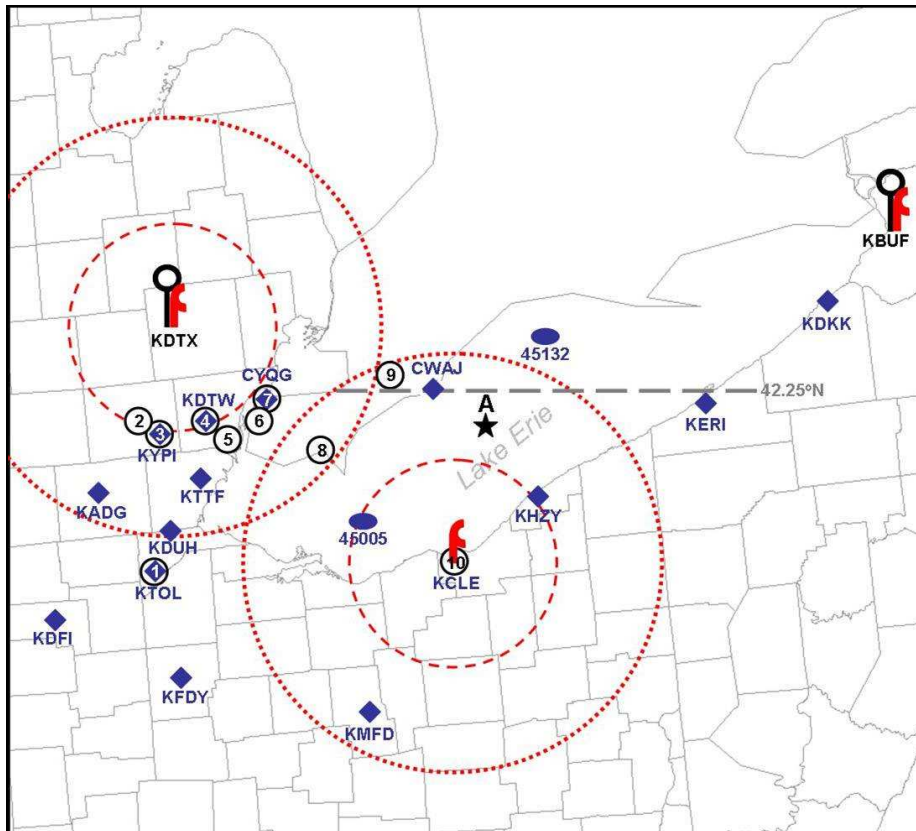 KBUF
KDTX
KDKK
45132
9
CWAJ
42.25°N
CYQG
7
KDTW
4
2
3
KYPI
5
6
A
KERI
Lake Erie
8
KTTF
KADG
KHZY
45005
KDUH
10
KCLE
1
KTOL
KDFI
KFDY
KMFD